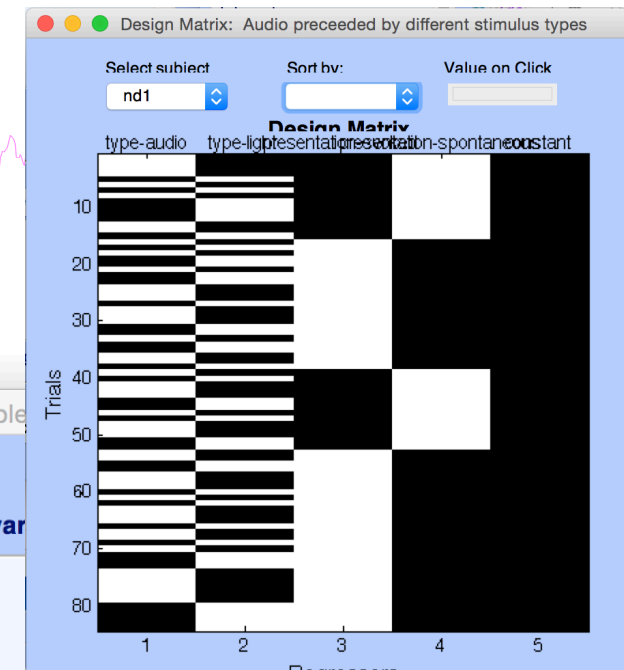 Design Matrix: Audio preceeded by different stimulus types
Select subject
Sort by:
Value on Click
nd1
Design Matrix
type-audio
constant
10
20
30
40
50
60
70
80
Trials
1 2 3 4 5
Regressors